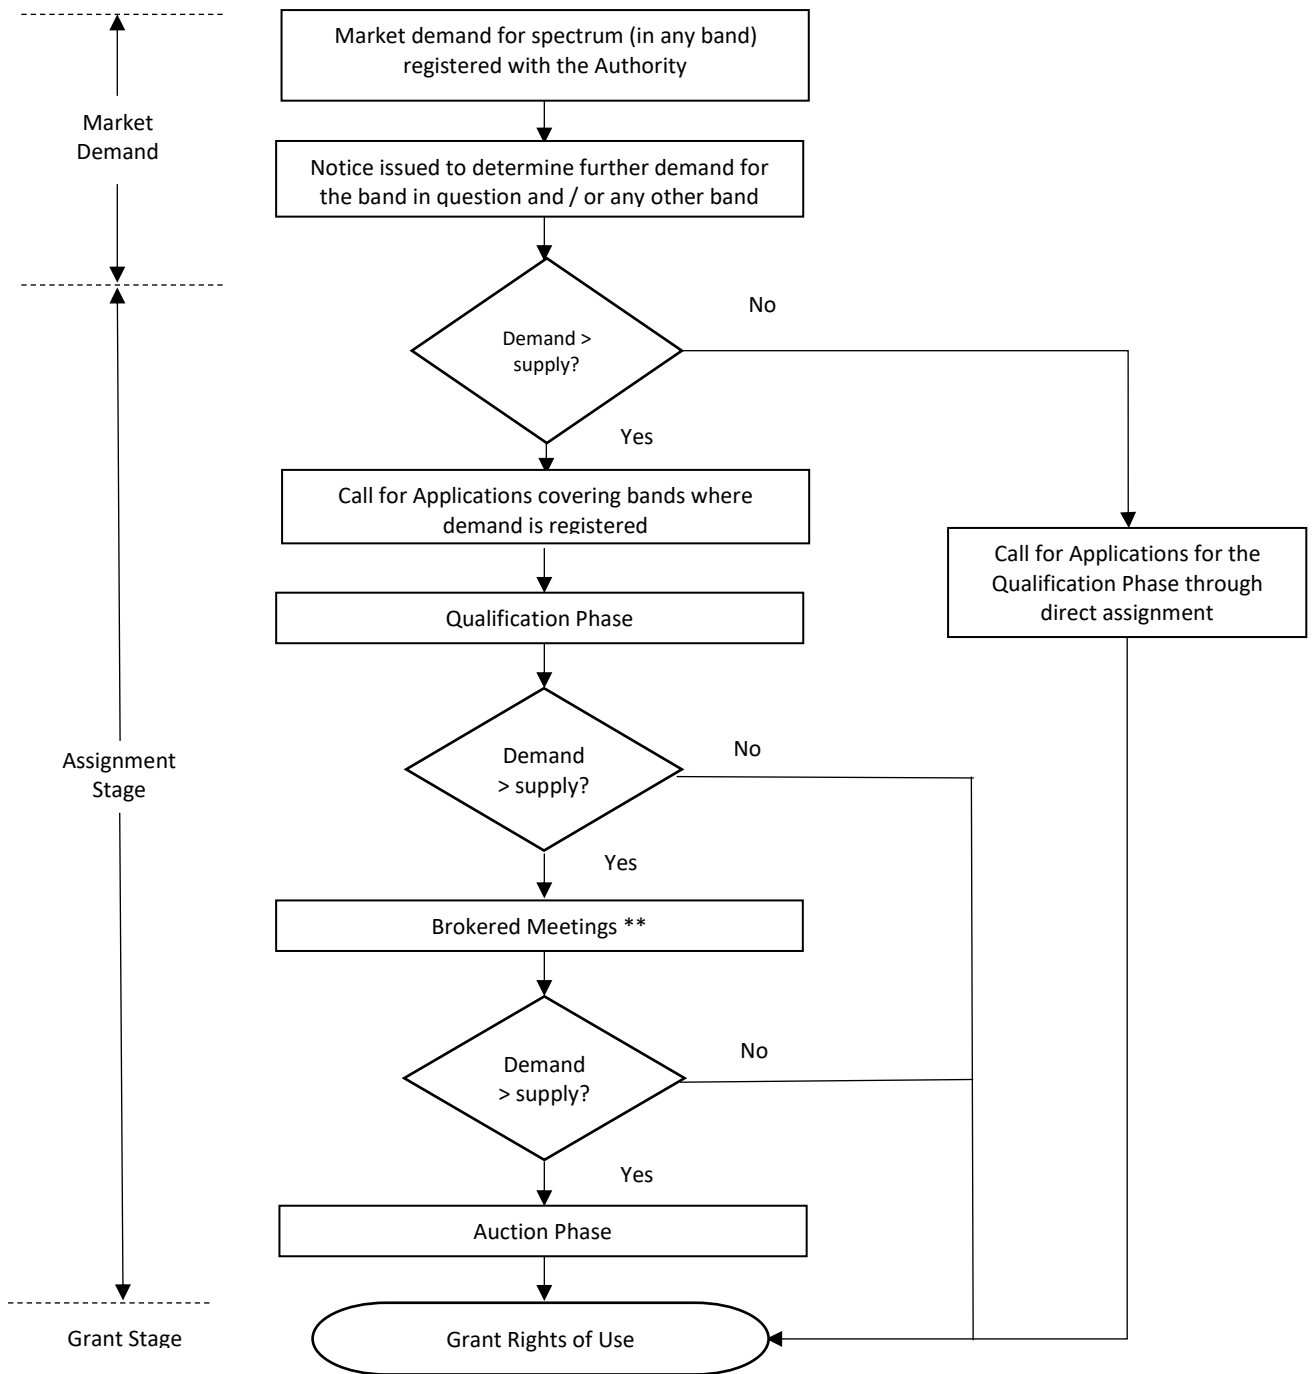 Market demand for spectrum (in any band)
registered with the Authority
Market
Demand
Notice issued to determine further demand for
the band in question and / or any other band
No
Demand >
supply?
Yes
Call for Applications covering bands where
demand is registered
Call for Applications for the
Qualification Phase through
direct assignment
Qualification Phase
Assignment
Stage
Demand
> supply?
No
Yes
Brokered Meetings **
No
Demand
> supply?
Yes
Auction Phase
Grant Stage
Grant Rights of Use